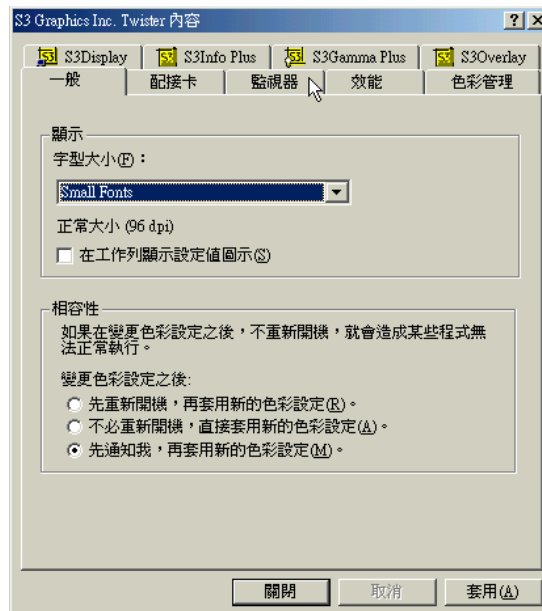 S3 Graphics Inc. Twister 內容
S3Display S3Info Plus S3Gamma Plus S3Overlay
一般 配接卡 監視器 效能 色彩管理
顯示
字型大小(F)：
Small Fonts
正常大小 (96 dpi)
在工作列顯示設定值圖示(S)
相容性
如果在變更色彩設定之後，不重新開機，就會造成某些程式無
法正常執行。
變更色彩設定之後:
先重新開機，再套用新的色彩設定(R)。
不必重新開機，直接套用新的色彩設定(A)。
先通知我，再套用新的色彩設定(M)。
關閉 取消 套用(A)